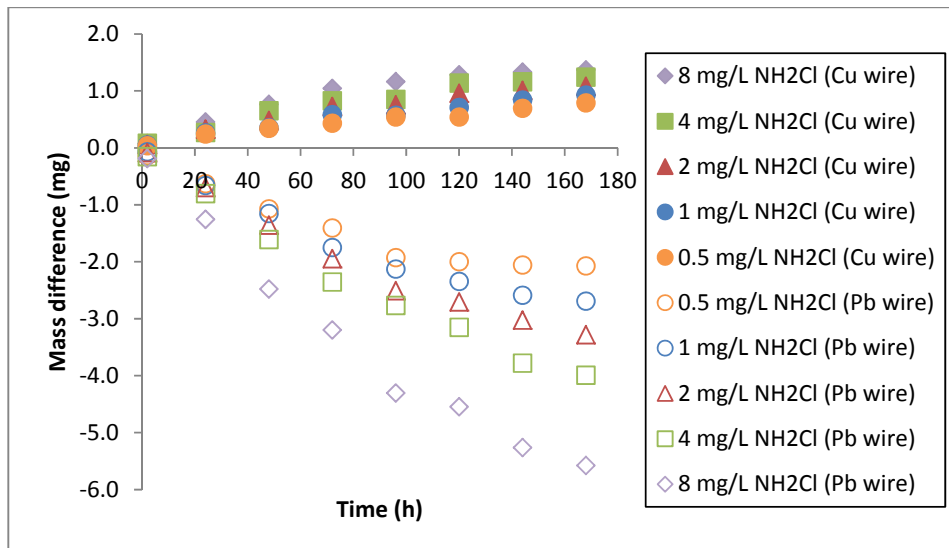 2.0
1.0
0.0
-1.0
-2.0
-3.0
-4.0
-5.0
-6.0
0 20 40 60 80 100 120 140 160 180
Mass difference (mg)
Time (h)
8 mg/L NH2Cl (Cu wire)
4 mg/L NH2Cl (Cu wire)
2 mg/L NH2Cl (Cu wire)
1 mg/L NH2Cl (Cu wire)
0.5 mg/L NH2Cl (Cu wire)
0.5 mg/L NH2Cl (Pb wire)
1 mg/L NH2Cl (Pb wire)
2 mg/L NH2Cl (Pb wire)
4 mg/L NH2Cl (Pb wire)
8 mg/L NH2Cl (Pb wire)